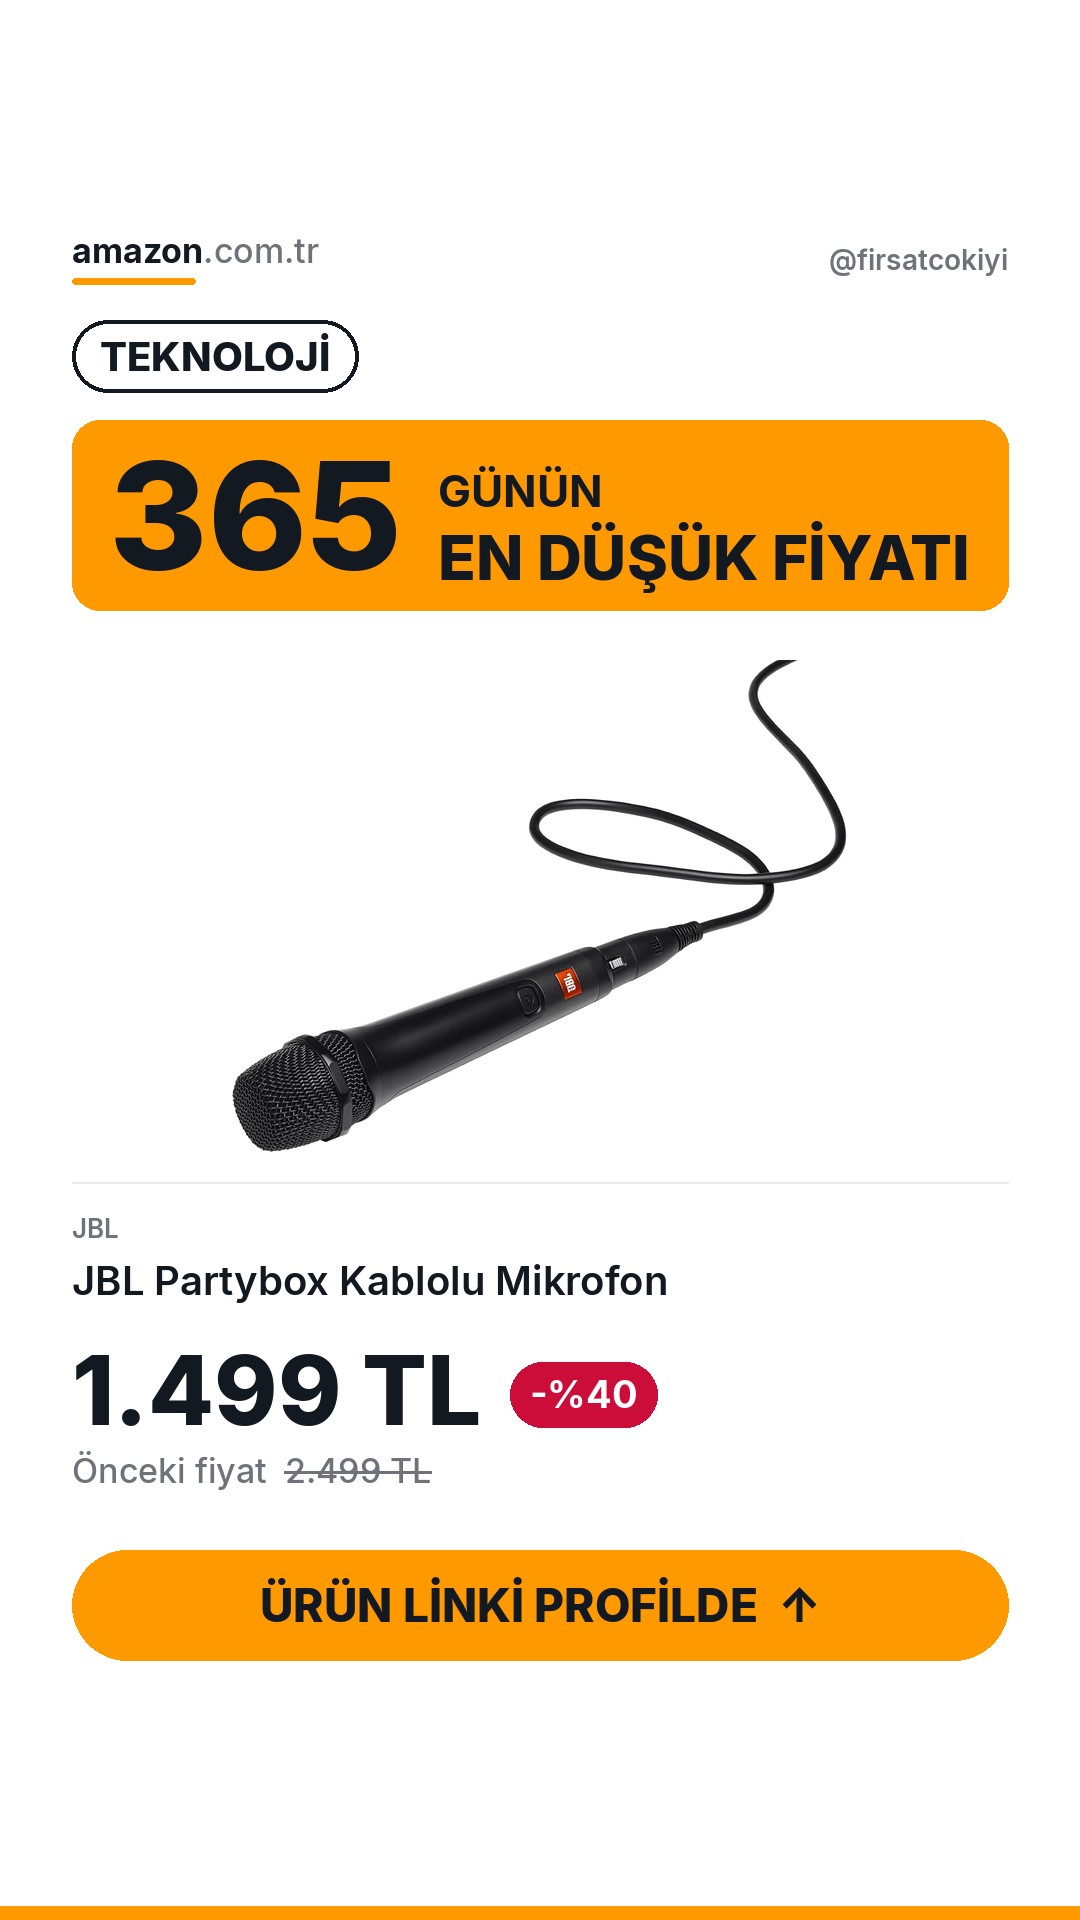 amazon.com.tr
@firsatcokiyi
TEKNOLOJİ
365
GÜNÜN
EN DÜŞÜK FİYATI
JBL
JBL
JBL Partybox Kablolu Mikrofon
1.499 TL
-%40
Önceki fiyat 2.499 TL
ÜRÜN LİNKİ PROFİLDE ↑